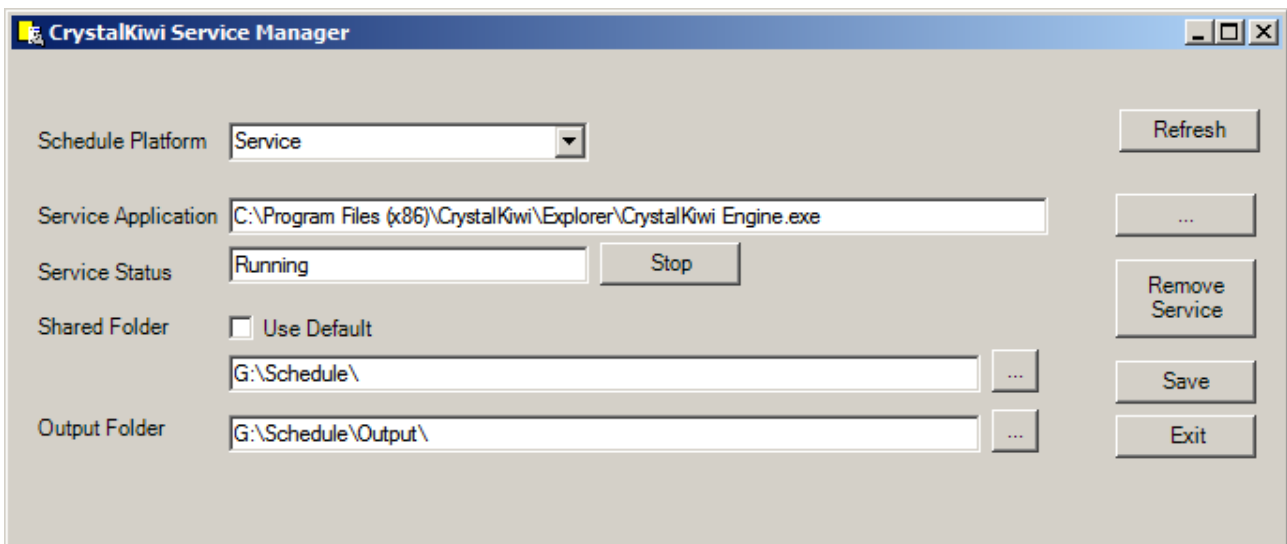 CrystalKiwi Service Manager
Schedule Platform Service Refresh
Service Application C:\Program Files (x86)\CrystalKiwi\Explorer\CrystalKiwi Engine.exe ...
Service Status Running Stop
Remove
Service
Shared Folder Use Default
G:\Schedule\ ...
Save
Output Folder G:\Schedule\Output\ ...
Exit